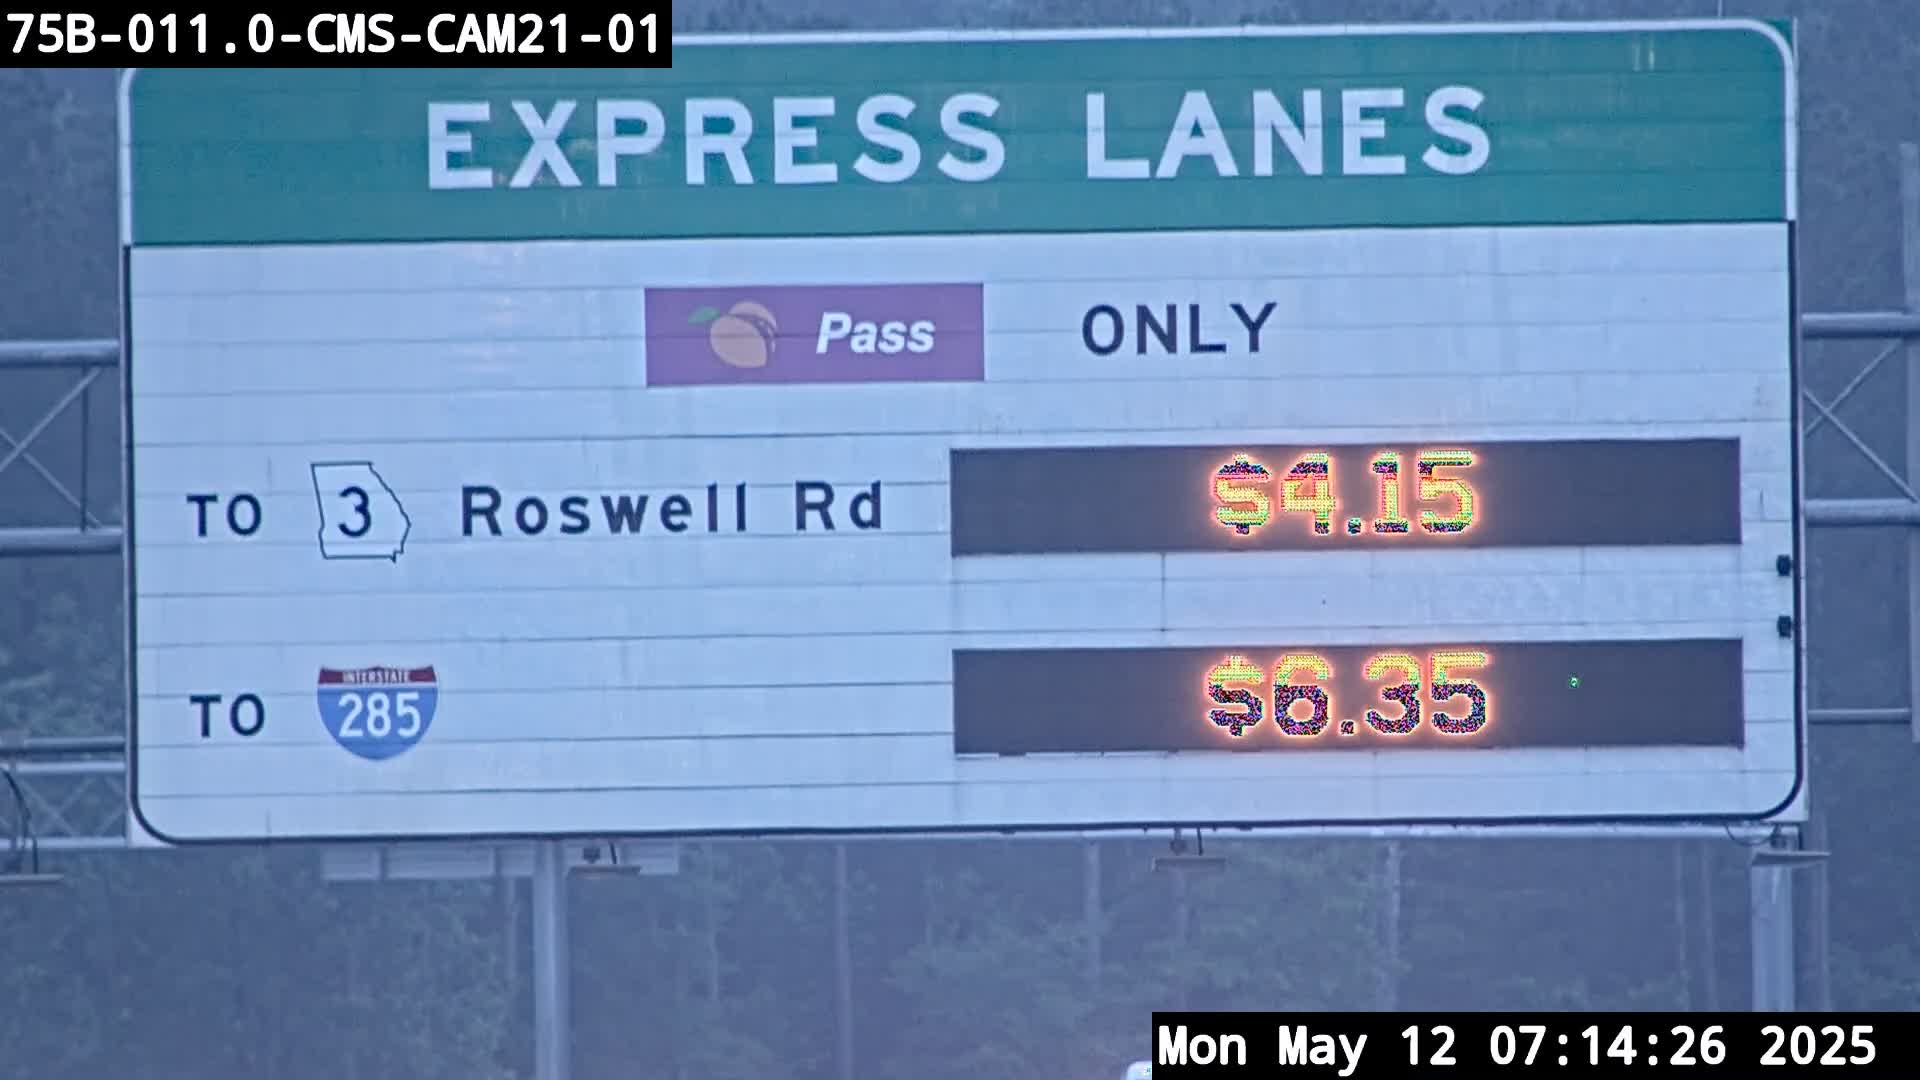 75B-011.0-CMS-CAM21-01
EXPRESS LANES
Pass ONLY
TO 3 Roswell Rd $4.15
TO INTERSTATE 285 $6.35
Mon May 12 07:14:26 2025